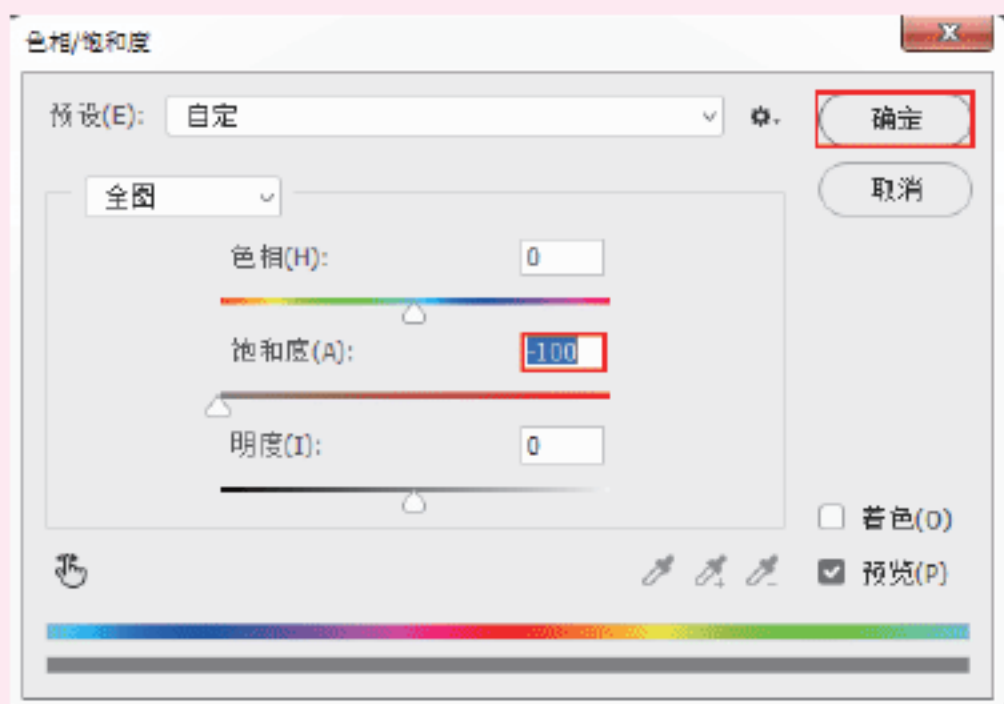 色相/饱和度
预设(E): 自定
确定
全图
取消
色相(H): 0
饱和度(A): -100
明度(I): 0
着色(O)
预览(P)